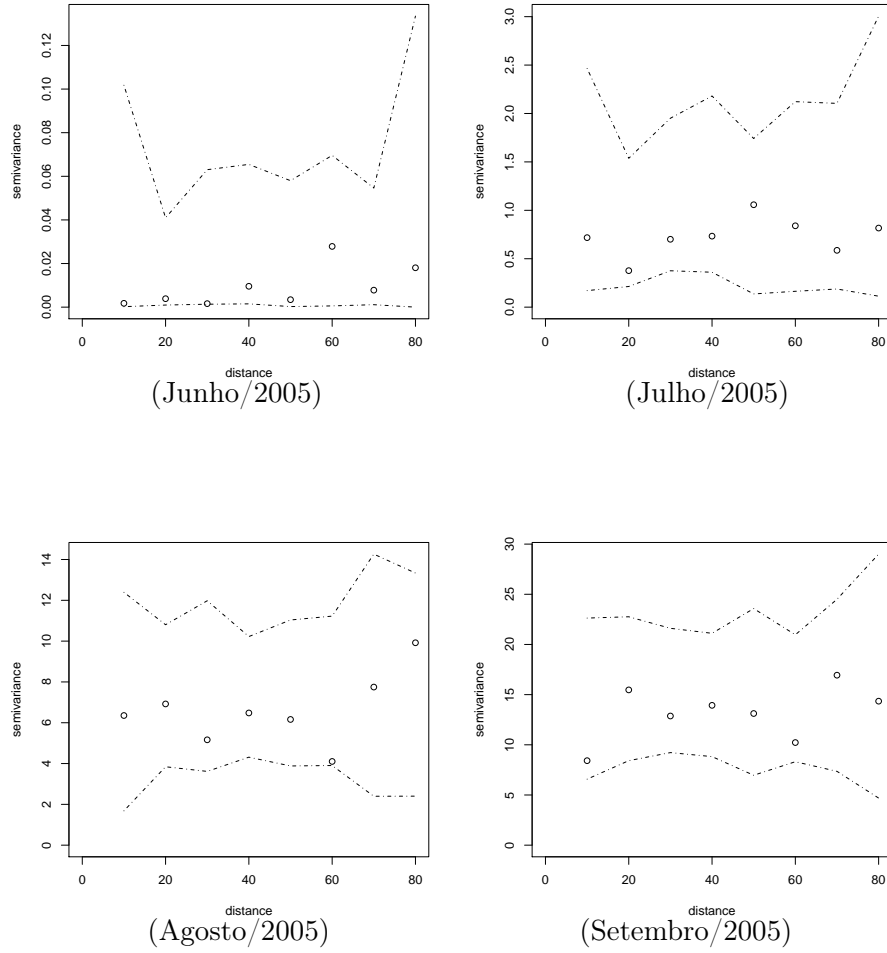 0.00 0.02 0.04 0.06 0.08 0.10 0.12
semivariance
0 20 40 60 80
distance
(Junho/2005)
0.0 0.5 1.0 1.5 2.0 2.5 3.0
semivariance
0 20 40 60 80
distance
(Julho/2005)
0 2 4 6 8 10 12 14
semivariance
0 20 40 60 80
distance
(Agosto/2005)
0 5 10 15 20 25 30
semivariance
0 20 40 60 80
distance
(Setembro/2005)